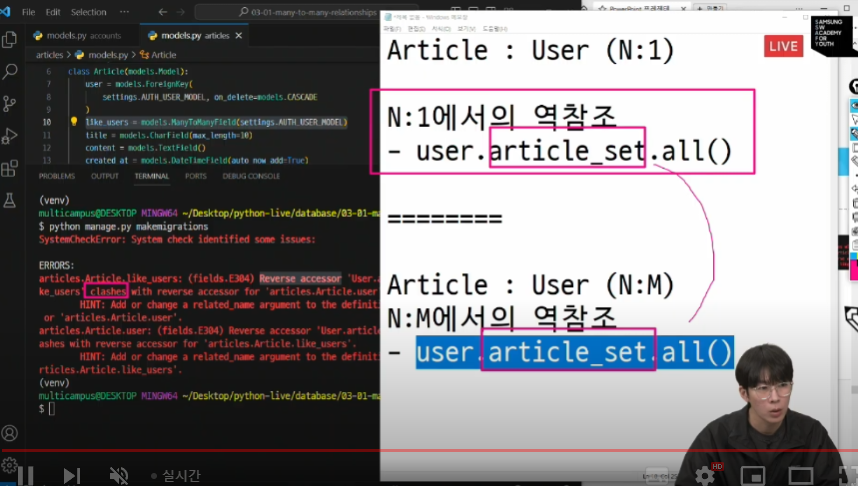 File Edit Selection ... 03-01-many-to-many-relationships
models.py accounts models.py articles
articles > models.py > Article
6 class Article(models.Model):
7 user = models.ForeignKey(
8 settings.AUTH_USER_MODEL, on_delete=models.CASCADE
9 )
10 like_users = models.ManyToManyField(settings.AUTH_USER_MODEL)
11 title = models.CharField(max_length=10)
12 content = models.TextField()
13 created_at = models.DateTimeField(auto_now_add=True)
PROBLEMS OUTPUT TERMINAL PORTS DEBUG CONSOLE
(venv)
multicampus@DESKTOP MINGW64 ~/Desktop/python-live/database/03-01-ma
$ python manage.py makemigrations
SystemCheckError: System check identified some issues:
ERRORS:
articles.Article.like_users: (fields.E304) Reverse accessor 'User.a
ke_users' clashes with reverse accessor for 'articles.Article.user
HINT: Add or change a related_name argument to the definiti
or 'articles.Article.user'.
articles.Article.user: (fields.E304) Reverse accessor 'User.article
ashes with reverse accessor for 'articles.Article.like_users'.
HINT: Add or change a related_name argument to the definiti
rticles.Article.like_users'.
(venv)
multicampus@DESKTOP MINGW64 ~/Desktop/python-live/database/03-01-ma
$
Article : User (N:1)
N:1에서의 역참조
- user.article_set.all()
========
Article : User (N:M)
N:M에서의 역참조
- user.article_set.all()
LIVE
SAMSUNG
SW
ACADEMY
FOR
YOUTH
실시간
HD